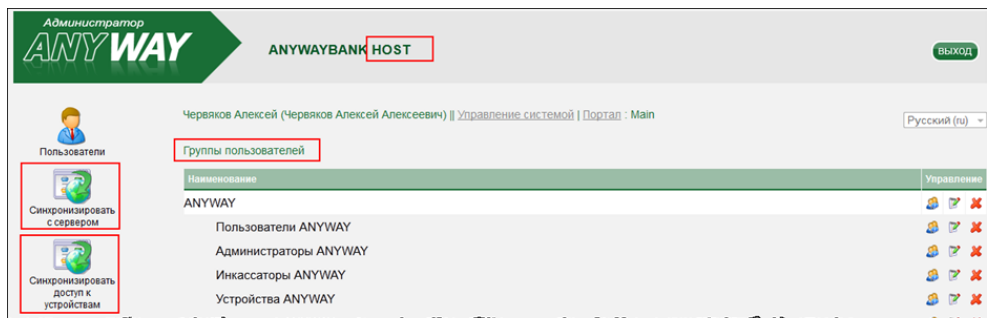 Администратор
ANYWAY
ANYWAYBANK HOST
ВЫХОД
Червяков Алексей (Червяков Алексей Алексеевич) || Управление системой | Портал : Main
Русский (ru)
Пользователи
Группы пользователей
Наименование Управление
Синхронизировать
с сервером
ANYWAY
Пользователи ANYWAY
Администраторы ANYWAY
Синхронизировать
доступ к
устройствам
Инкассаторы ANYWAY
Устройства ANYWAY